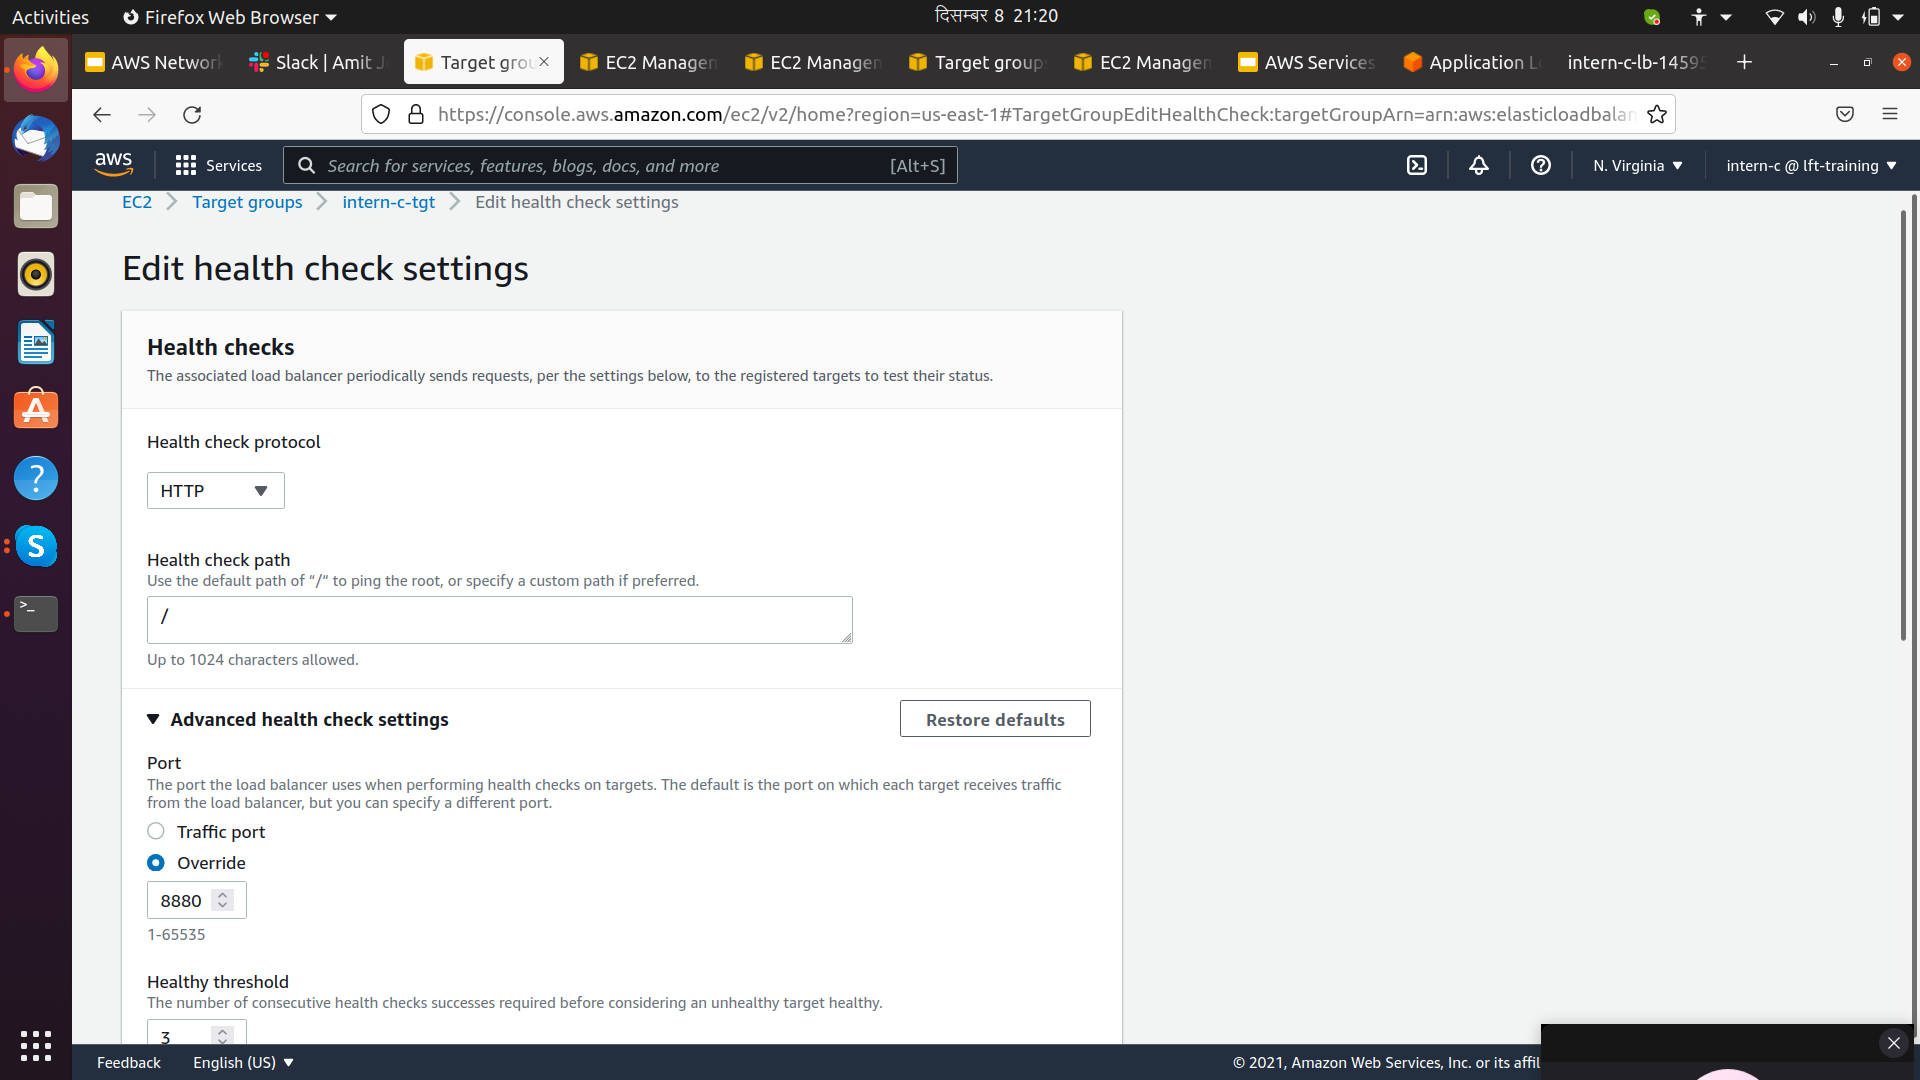 Activities
Firefox Web Browser
दिसम्बर 8 21:20
AWS Network
Slack | Amit J
Target grou
EC2 Managem
EC2 Managem
Target group
EC2 Managem
AWS Services
Application Lo
intern-c-lb-14595
https://console.aws.amazon.com/ec2/v2/home?region=us-east-1#TargetGroupEditHealthCheck:targetGroupArn=arn:aws:elasticloadbalan
aws
Services
Search for services, features, blogs, docs, and more
[Alt+S]
N. Virginia
intern-c @ lft-training
EC2
Target groups
intern-c-tgt
Edit health check settings
Edit health check settings
Health checks
The associated load balancer periodically sends requests, per the settings below, to the registered targets to test their status.
Health check protocol
HTTP
Health check path
Use the default path of “/“ to ping the root, or specify a custom path if preferred.
/
Up to 1024 characters allowed.
Advanced health check settings
Restore defaults
Port
The port the load balancer uses when performing health checks on targets. The default is the port on which each target receives traffic
from the load balancer, but you can specify a different port.
Traffic port
Override
8880
1-65535
Healthy threshold
The number of consecutive health checks successes required before considering an unhealthy target healthy.
3
Feedback
English (US)
© 2021, Amazon Web Services, Inc. or its affil